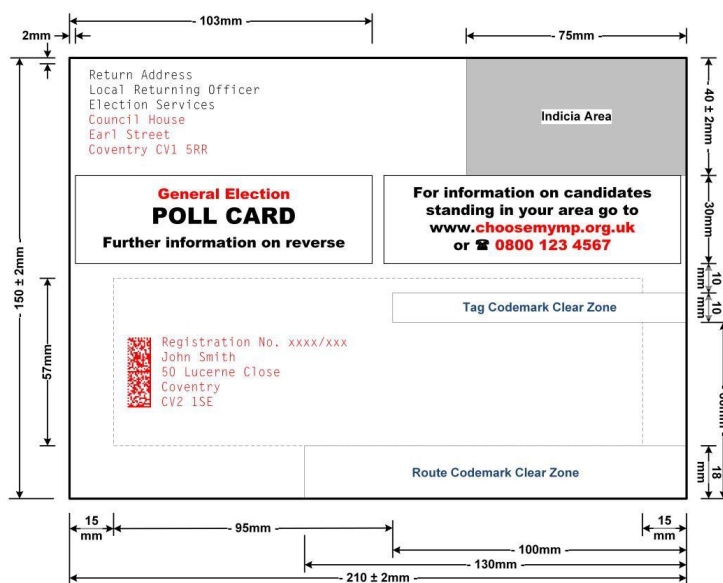 103mm
2mm
75mm
Return Address
Local Returning Officer
Election Services
Council House
Earl Street
Coventry CV1 5RR
Indicia Area
40 ± 2mm
General Election
POLL CARD
Further information on reverse
For information on candidates
standing in your area go to
www.choosemymp.org.uk
or ☎ 0800 123 4567
30mm
150 ± 2mm
10
mm
10
mm
Tag Codemark Clear Zone
57mm
Registration No. xxxx/xxx
John Smith
50 Lucerne Close
Coventry
CV2 1SE
Route Codemark Clear Zone
18
mm
15
mm
95mm
15
mm
100mm
130mm
210 ± 2mm